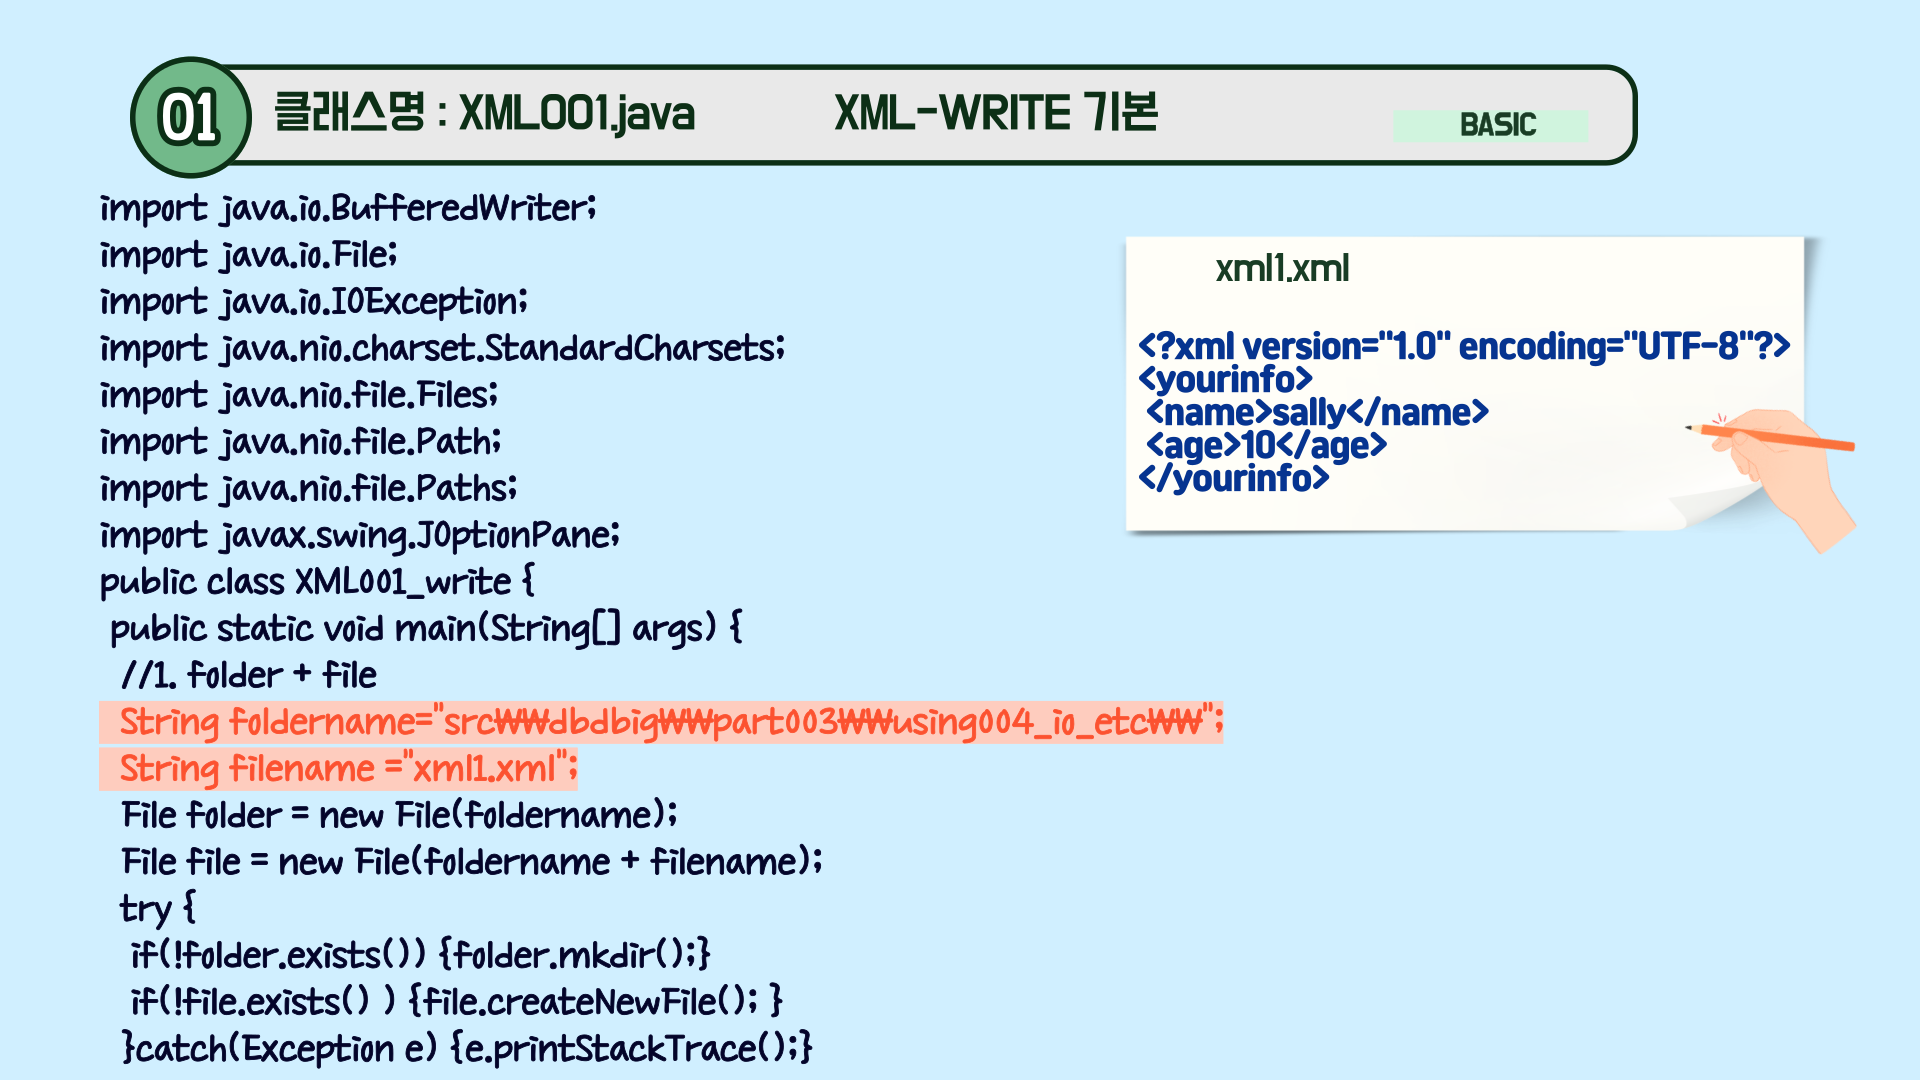 01
클래스명 : XML001.java XML-WRITE 기본
BASIC
import java.io.BufferedWriter;
import java.io.File;
import java.io.IOException;
import java.nio.charset.StandardCharsets;
import java.nio.file.Files;
import java.nio.file.Path;
import java.nio.file.Paths;
import javax.swing.JOptionPane;
public class XML001_write {
 public static void main(String[] args) {
  //1. folder + file
  String foldername="src₩₩dbdbig₩₩part003₩₩using004_io_etc₩₩";
  String filename ="xml1.xml";
  File folder = new File(foldername);
  File file = new File(foldername + filename);
  try {
   if(!folder.exists()) {folder.mkdir();}
   if(!file.exists() ) {file.createNewFile(); }
  }catch(Exception e) {e.printStackTrace();}
xml1.xml
<?xml version="1.0" encoding="UTF-8"?>
<yourinfo>
 <name>sally</name>
 <age>10</age>
</yourinfo>